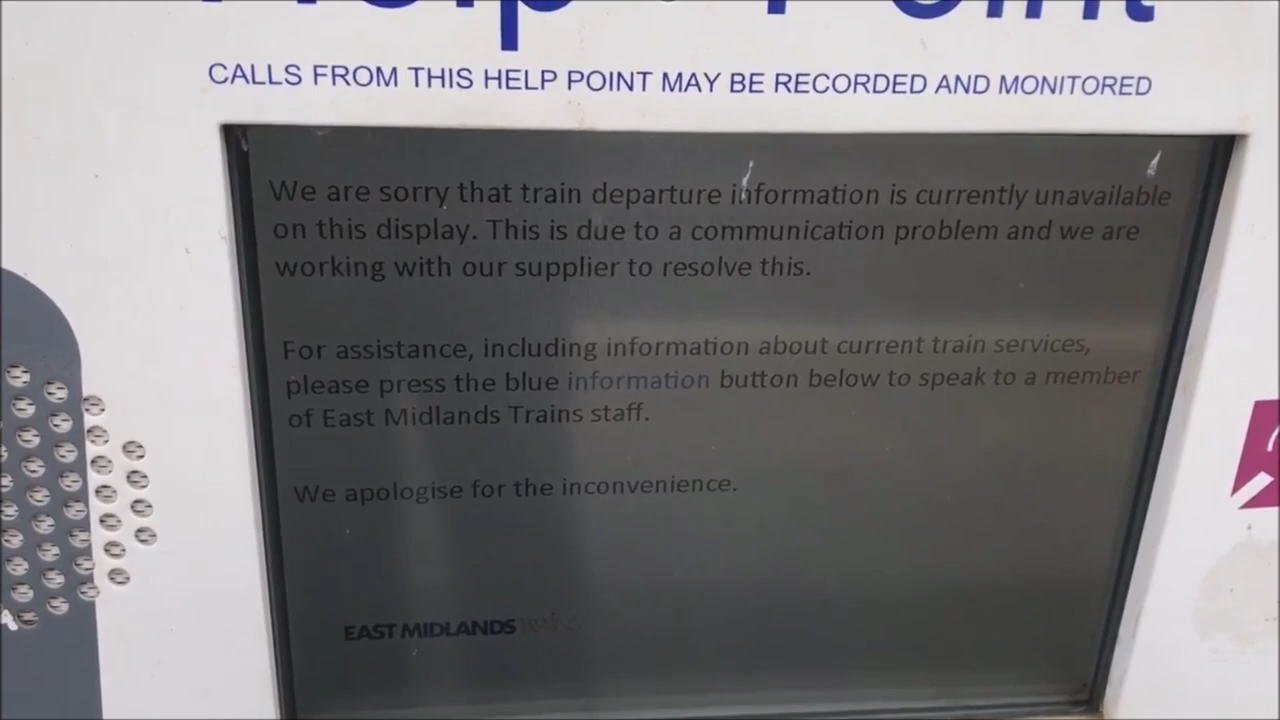 Help Point
CALLS FROM THIS HELP POINT MAY BE RECORDED AND MONITORED
We are sorry that train departure information is currently unavailable
on this display. This is due to a communication problem and we are
working with our supplier to resolve this.
For assistance, including information about current train services,
please press the blue information button below to speak to a member
of East Midlands Trains staff.
We apologise for the inconvenience.
EAST MIDLANDS TRAINS